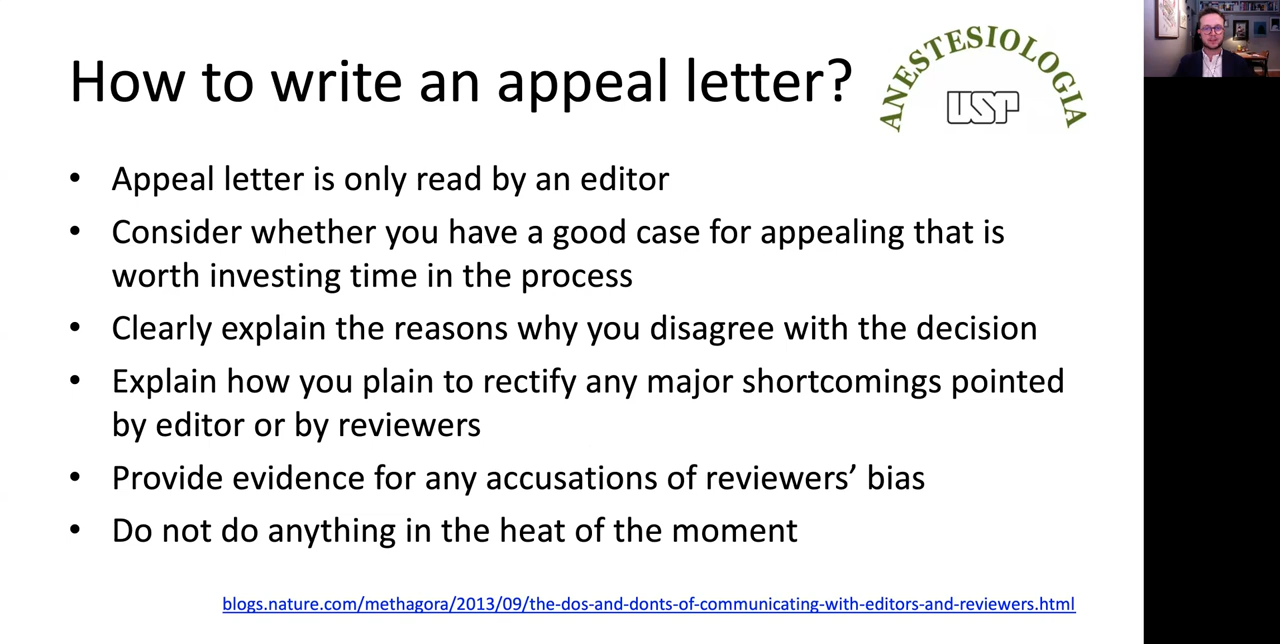 How to write an appeal letter?
ANESTESIOLOGIA
USP
• Appeal letter is only read by an editor
• Consider whether you have a good case for appealing that is
worth investing time in the process
• Clearly explain the reasons why you disagree with the decision
• Explain how you plain to rectify any major shortcomings pointed
by editor or by reviewers
• Provide evidence for any accusations of reviewers’ bias
• Do not do anything in the heat of the moment
blogs.nature.com/methagora/2013/09/the-dos-and-donts-of-communicating-with-editors-and-reviewers.html